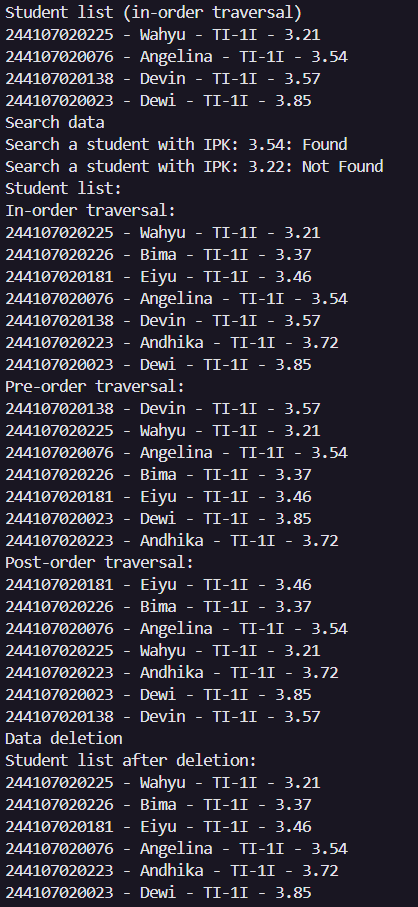 Student list (in-order traversal)
244107020225 - Wahyu - TI-1I - 3.21
244107020076 - Angelina - TI-1I - 3.54
244107020138 - Devin - TI-1I - 3.57
244107020023 - Dewi - TI-1I - 3.85
Search data
Search a student with IPK: 3.54: Found
Search a student with IPK: 3.22: Not Found
Student list:
In-order traversal:
244107020225 - Wahyu - TI-1I - 3.21
244107020226 - Bima - TI-1I - 3.37
244107020181 - Eiyu - TI-1I - 3.46
244107020076 - Angelina - TI-1I - 3.54
244107020138 - Devin - TI-1I - 3.57
244107020223 - Andhika - TI-1I - 3.72
244107020023 - Dewi - TI-1I - 3.85
Pre-order traversal:
244107020138 - Devin - TI-1I - 3.57
244107020225 - Wahyu - TI-1I - 3.21
244107020076 - Angelina - TI-1I - 3.54
244107020226 - Bima - TI-1I - 3.37
244107020181 - Eiyu - TI-1I - 3.46
244107020023 - Dewi - TI-1I - 3.85
244107020223 - Andhika - TI-1I - 3.72
Post-order traversal:
244107020181 - Eiyu - TI-1I - 3.46
244107020226 - Bima - TI-1I - 3.37
244107020076 - Angelina - TI-1I - 3.54
244107020225 - Wahyu - TI-1I - 3.21
244107020223 - Andhika - TI-1I - 3.72
244107020023 - Dewi - TI-1I - 3.85
244107020138 - Devin - TI-1I - 3.57
Data deletion
Student list after deletion:
244107020225 - Wahyu - TI-1I - 3.21
244107020226 - Bima - TI-1I - 3.37
244107020181 - Eiyu - TI-1I - 3.46
244107020076 - Angelina - TI-1I - 3.54
244107020223 - Andhika - TI-1I - 3.72
244107020023 - Dewi - TI-1I - 3.85